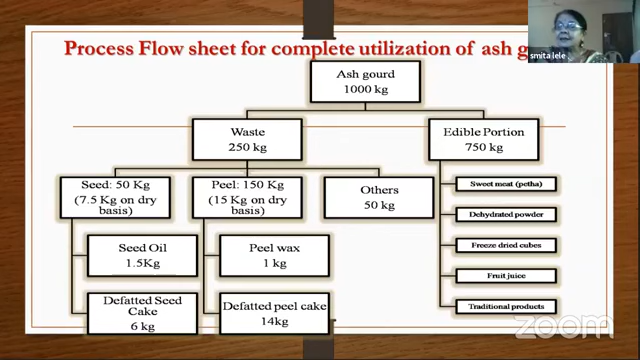 Process Flow sheet for complete utilization of ash g
smita lele
Ash gourd
1000 kg
Waste
250 kg
Edible Portion
750 kg
Seed: 50 Kg
(7.5 Kg on dry
basis)
Peel: 150 Kg
(15 Kg on dry
basis)
Others
50 kg
Sweet meat (petha)
Dehydrated powder
Freeze dried cubes
Fruit juice
Traditional products
Seed Oil
1.5Kg
Peel wax
1 kg
Defatted Seed
Cake
6 kg
Defatted peel cake
14kg
zoom